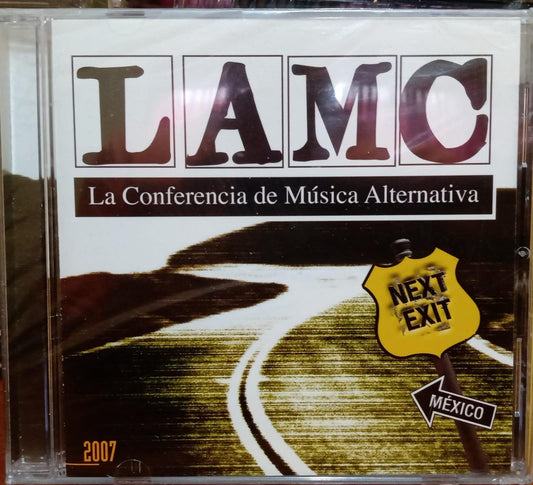 LAMC
La Conferencia de Música Alternativa
NEXT
EXIT
MÉXICO
2007